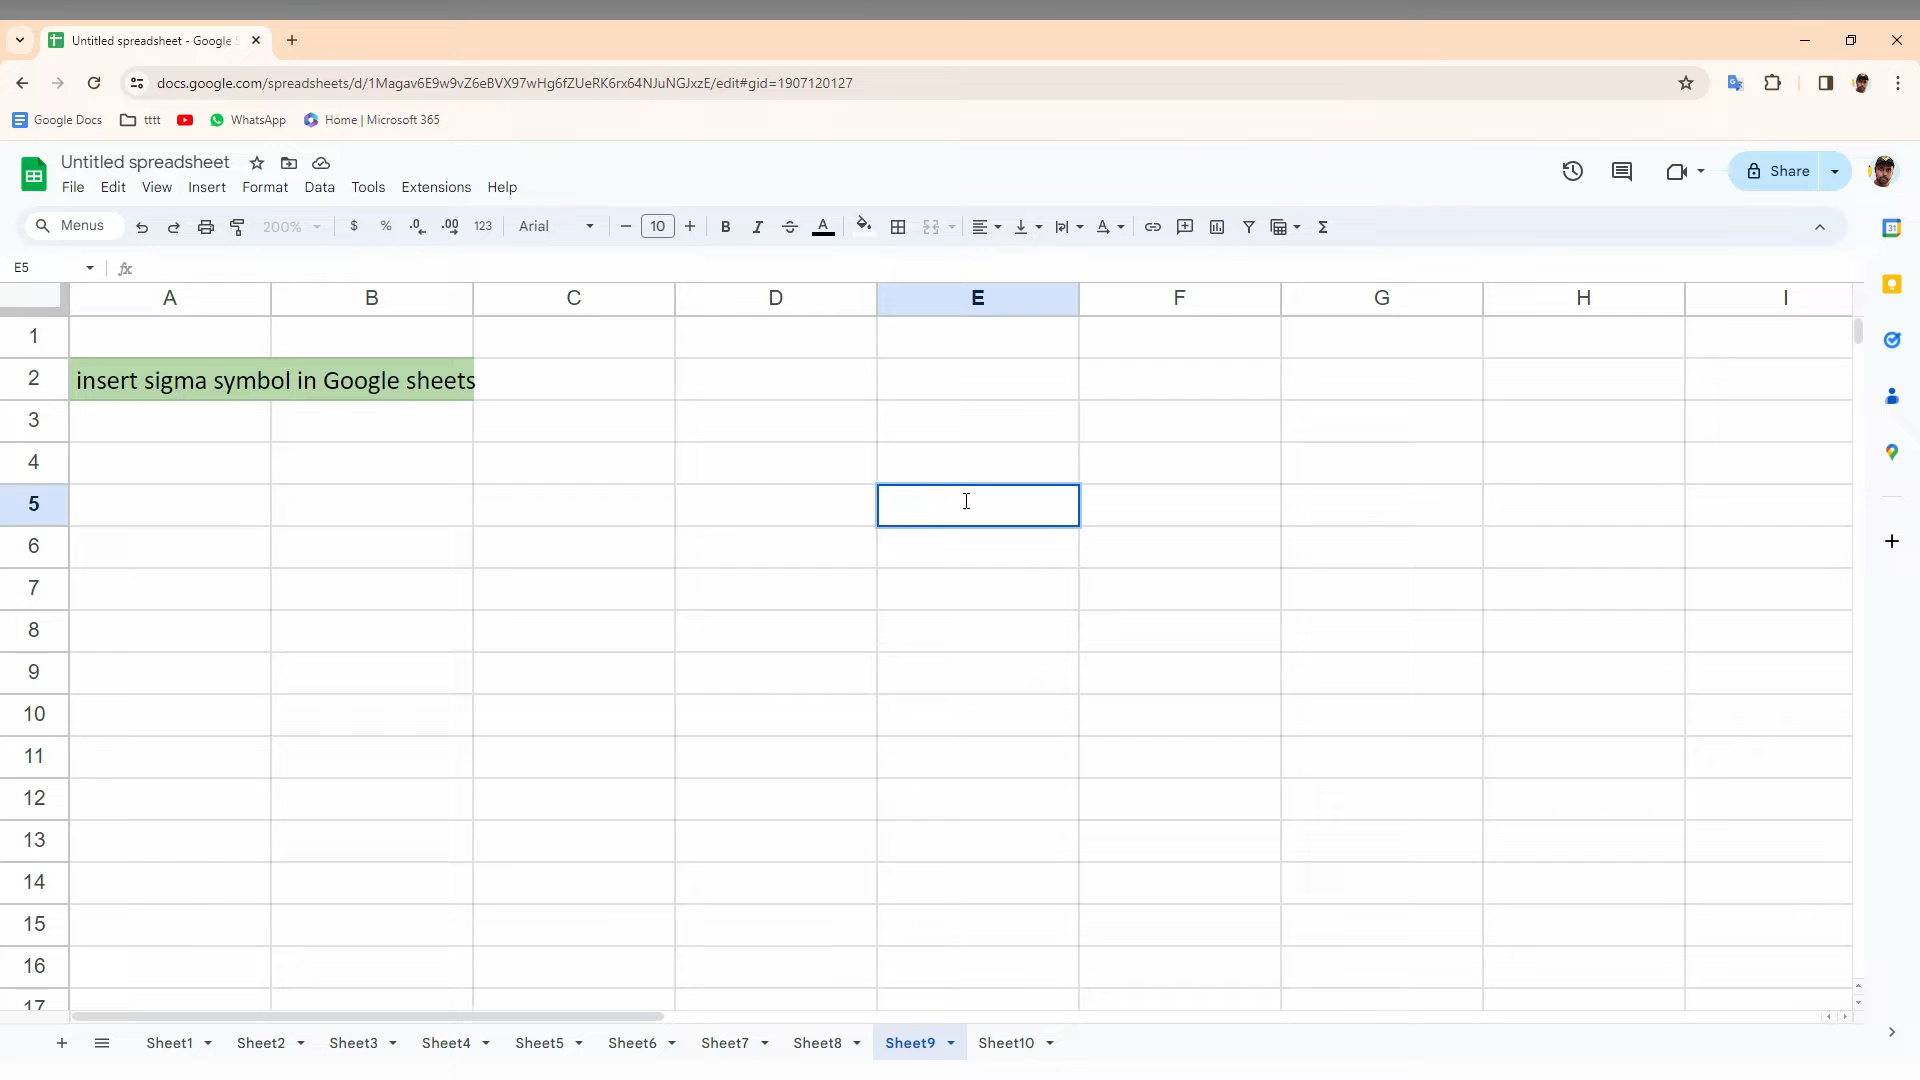 Untitled spreadsheet - Google S
docs.google.com/spreadsheets/d/1Magav6E9w9vZ6eBVX97wHg6fZUeRK6rx64NJuNGJxzE/edit#gid=1907120127
Google Docs tttt WhatsApp Home | Microsoft 365
Untitled spreadsheet
File Edit View Insert Format Data Tools Extensions Help
Share
31
Menus 200% $ % .0 .00 123 Arial − 10 + B I S A Σ
E5 fx
A B C D E F G H I
1
2 insert sigma symbol in Google sheets
3
4
5
6
7
8
9
10
11
12
13
14
15
16
17
Sheet1 Sheet2 Sheet3 Sheet4 Sheet5 Sheet6 Sheet7 Sheet8 Sheet9 Sheet10